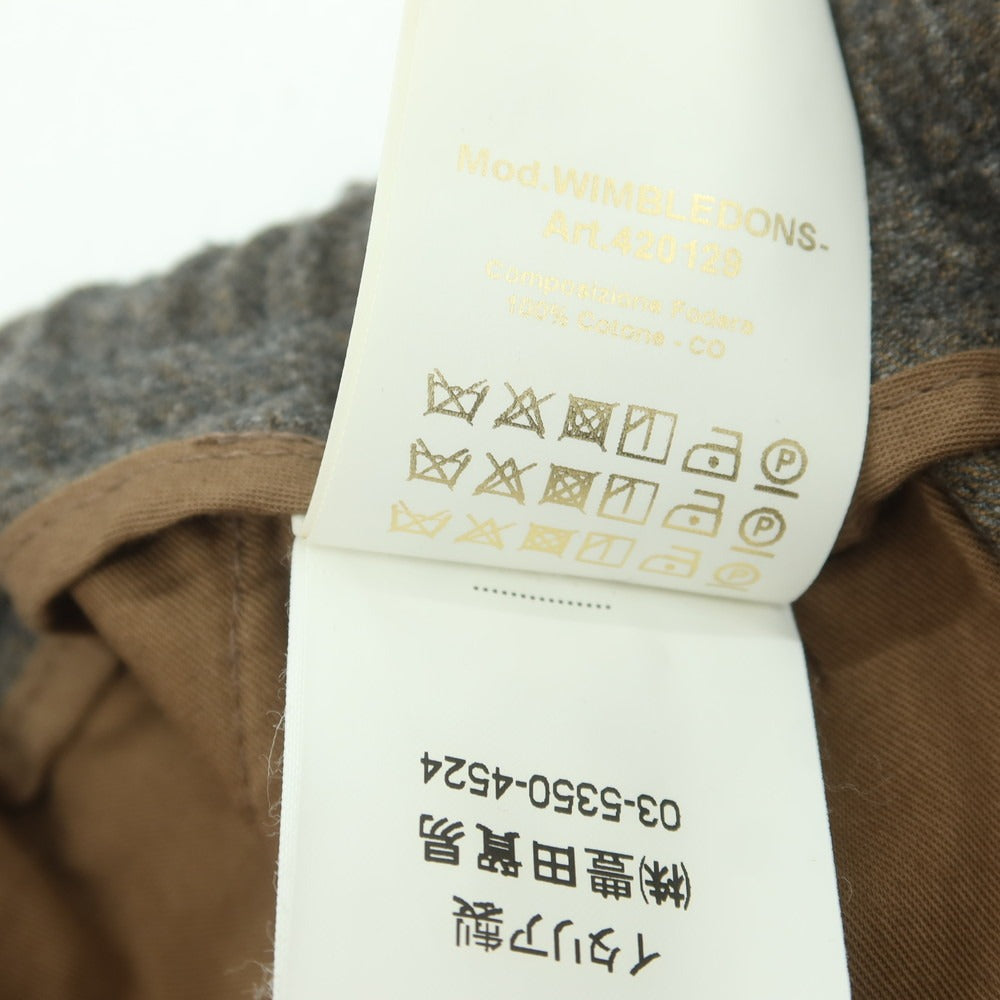 Mod.WIMBLEDONS-
Art.420129
Composizione Fodera
100% Cotone - CO
P
P
P
イタリア製
(株)豊田貿易
03-5350-4524